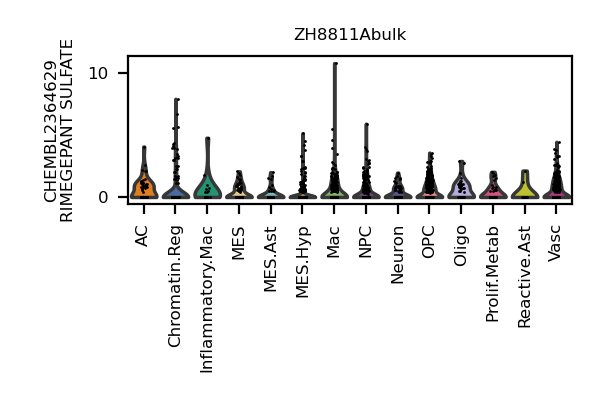 ZH8811Abulk
CHEMBL2364629
RIMEGEPANT SULFATE
10
0
AC
Chromatin.Reg
Inflammatory.Mac
MES
MES.Ast
MES.Hyp
Mac
NPC
Neuron
OPC
Oligo
Prolif.Metab
Reactive.Ast
Vasc